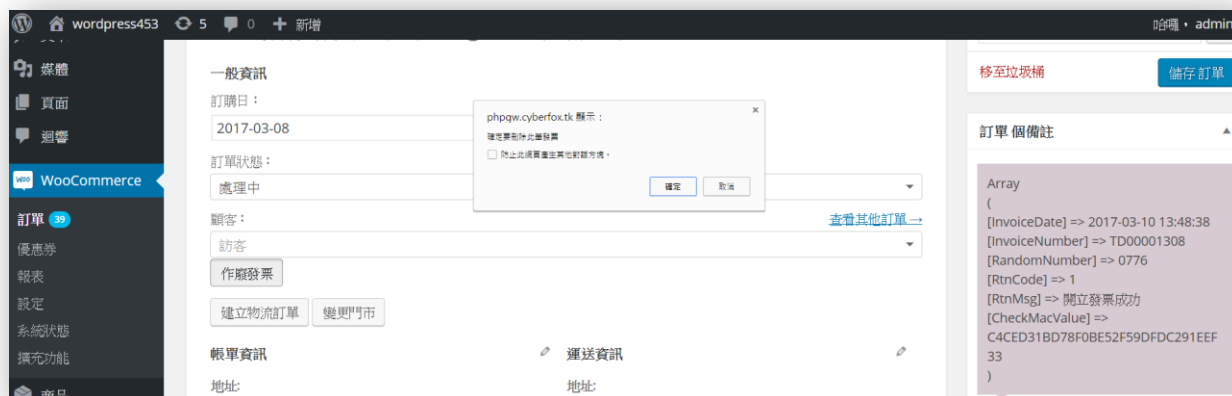 wordpress453 5 0 新增
哈囉，admin
媒體
頁面
迴響
WooCommerce
訂單 39
優惠券
報表
設定
系統狀態
擴充功能
商品
一般資訊
訂購日：
2017-03-08
訂單狀態：
處理中
顧客：
查看其他訂單 →
訪客
作廢發票
建立物流訂單 變更門市
帳單資訊
地址:
運送資訊
地址:
phpgw.cyberfox.tk 顯示：
確定要刪除此筆發票
防止此網頁產生其他對話方塊。
確定 取消
移至垃圾桶 儲存訂單
訂單個備註
Array
(
[InvoiceDate] => 2017-03-10 13:48:38
[InvoiceNumber] => TD00001308
[RandomNumber] => 0776
[RtnCode] => 1
[RtnMsg] => 開立發票成功
[CheckMacValue] =>
C4CED31BD78F0BE52F59DFDC291EEF
33
)